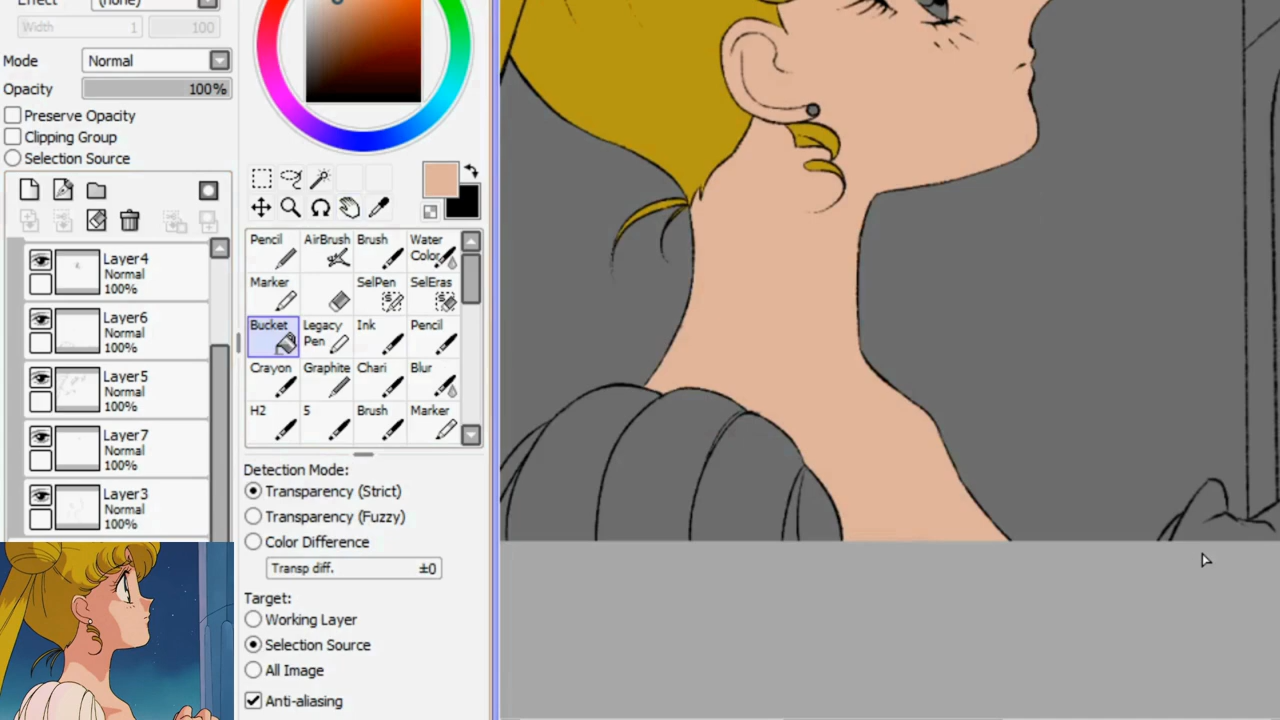 Effect (none)
Width 1 100
Mode Normal
Opacity 100%
Preserve Opacity
Clipping Group
Selection Source
Layer4
Normal
100%
Layer6
Normal
100%
Layer5
Normal
100%
Layer7
Normal
100%
Layer3
Normal
100%
Pencil AirBrush Brush Water Color
Marker SelPen SelEras
Bucket Legacy Pen Ink Pencil
Crayon Graphite Chari Blur
H2 5 Brush Marker
Detection Mode:
Transparency (Strict)
Transparency (Fuzzy)
Color Difference
Transp diff. ±0
Target:
Working Layer
Selection Source
All Image
Anti-aliasing